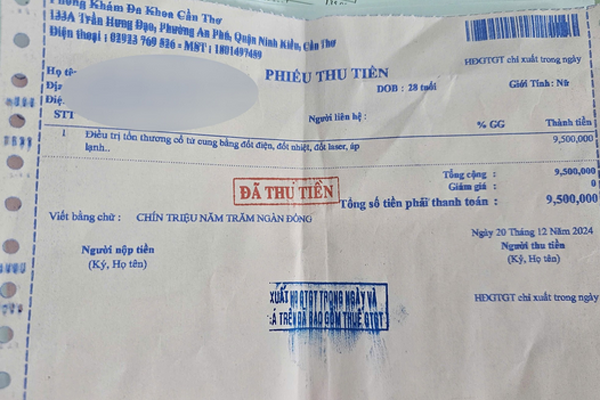 Phòng Khám Đa Khoa Cần Thơ
133A Trần Hưng Đạo, Phường An Phú, Quận Ninh Kiều, Cần Thơ
Điện thoại : 02923 769 826 - MST : 1801497489
HĐGTGT chỉ xuất trong ngày
Họ tê
PHIẾU THU TIỀN
DOB : 28 tuổi Giới Tính: Nữ
Địa
Điệ
Người liên hệ :
STT % GG Thành tiền
1 Điều trị tổn thương cổ tử cung bằng đốt điện, đốt nhiệt, đốt laser, áp lạnh.. 9,500,000
Tổng cộng : 9,500,000
Giảm giá : 0
ĐÃ THU TIỀN
Tổng số tiền phải thanh toán : 9,500,000
Viết bằng chữ : CHÍN TRIỆU NĂM TRĂM NGÀN ĐỒNG
Ngày 20 Tháng 12 Năm 2024
Người nộp tiền Người thu tiền
(Ký, Họ tên) (Ký, Họ tên)
XUẤT HĐ GTGT TRONG NGÀY VÀ
GIÁ TRÊN ĐÃ BAO GỒM THUẾ GTGT
HĐGTGT chỉ xuất trong ngày